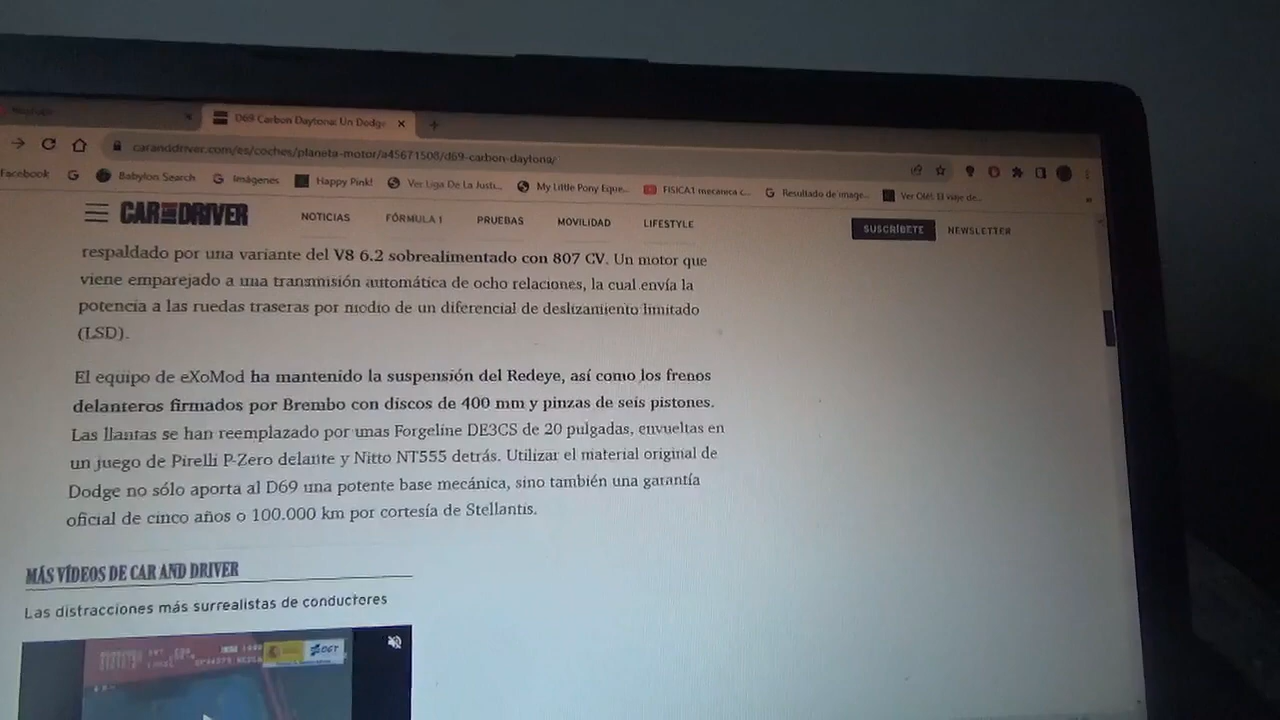 D69 Carbon Daytona: Un Dodge
caranddriver.com/es/coches/planeta-motor/a45671508/d69-carbon-daytona/
Facebook
Babylon Search
Imágenes
Happy Pink!
Ver Liga De La Justi...
My Little Pony Eque...
FISICA1 mecanica c...
Resultado de image...
Ver Olé!. El viaje de...
CAR AND DRIVER
NOTICIAS
FÓRMULA 1
PRUEBAS
MOVILIDAD
LIFESTYLE
SUSCRÍBETE
NEWSLETTER
respaldado por una variante del V8 6.2 sobrealimentado con 807 CV. Un motor que
viene emparejado a una transmisión automática de ocho relaciones, la cual envía la
potencia a las ruedas traseras por medio de un diferencial de deslizamiento limitado
(LSD).
El equipo de eXoMod ha mantenido la suspensión del Redeye, así como los frenos
delanteros firmados por Brembo con discos de 400 mm y pinzas de seis pistones.
Las llantas se han reemplazado por unas Forgeline DE3CS de 20 pulgadas, envueltas en
un juego de Pirelli P-Zero delante y Nitto NT555 detrás. Utilizar el material original de
Dodge no sólo aporta al D69 una potente base mecánica, sino también una garantía
oficial de cinco años o 100.000 km por cortesía de Stellantis.
MÁS VÍDEOS DE CAR AND DRIVER
Las distracciones más surrealistas de conductores
DGT